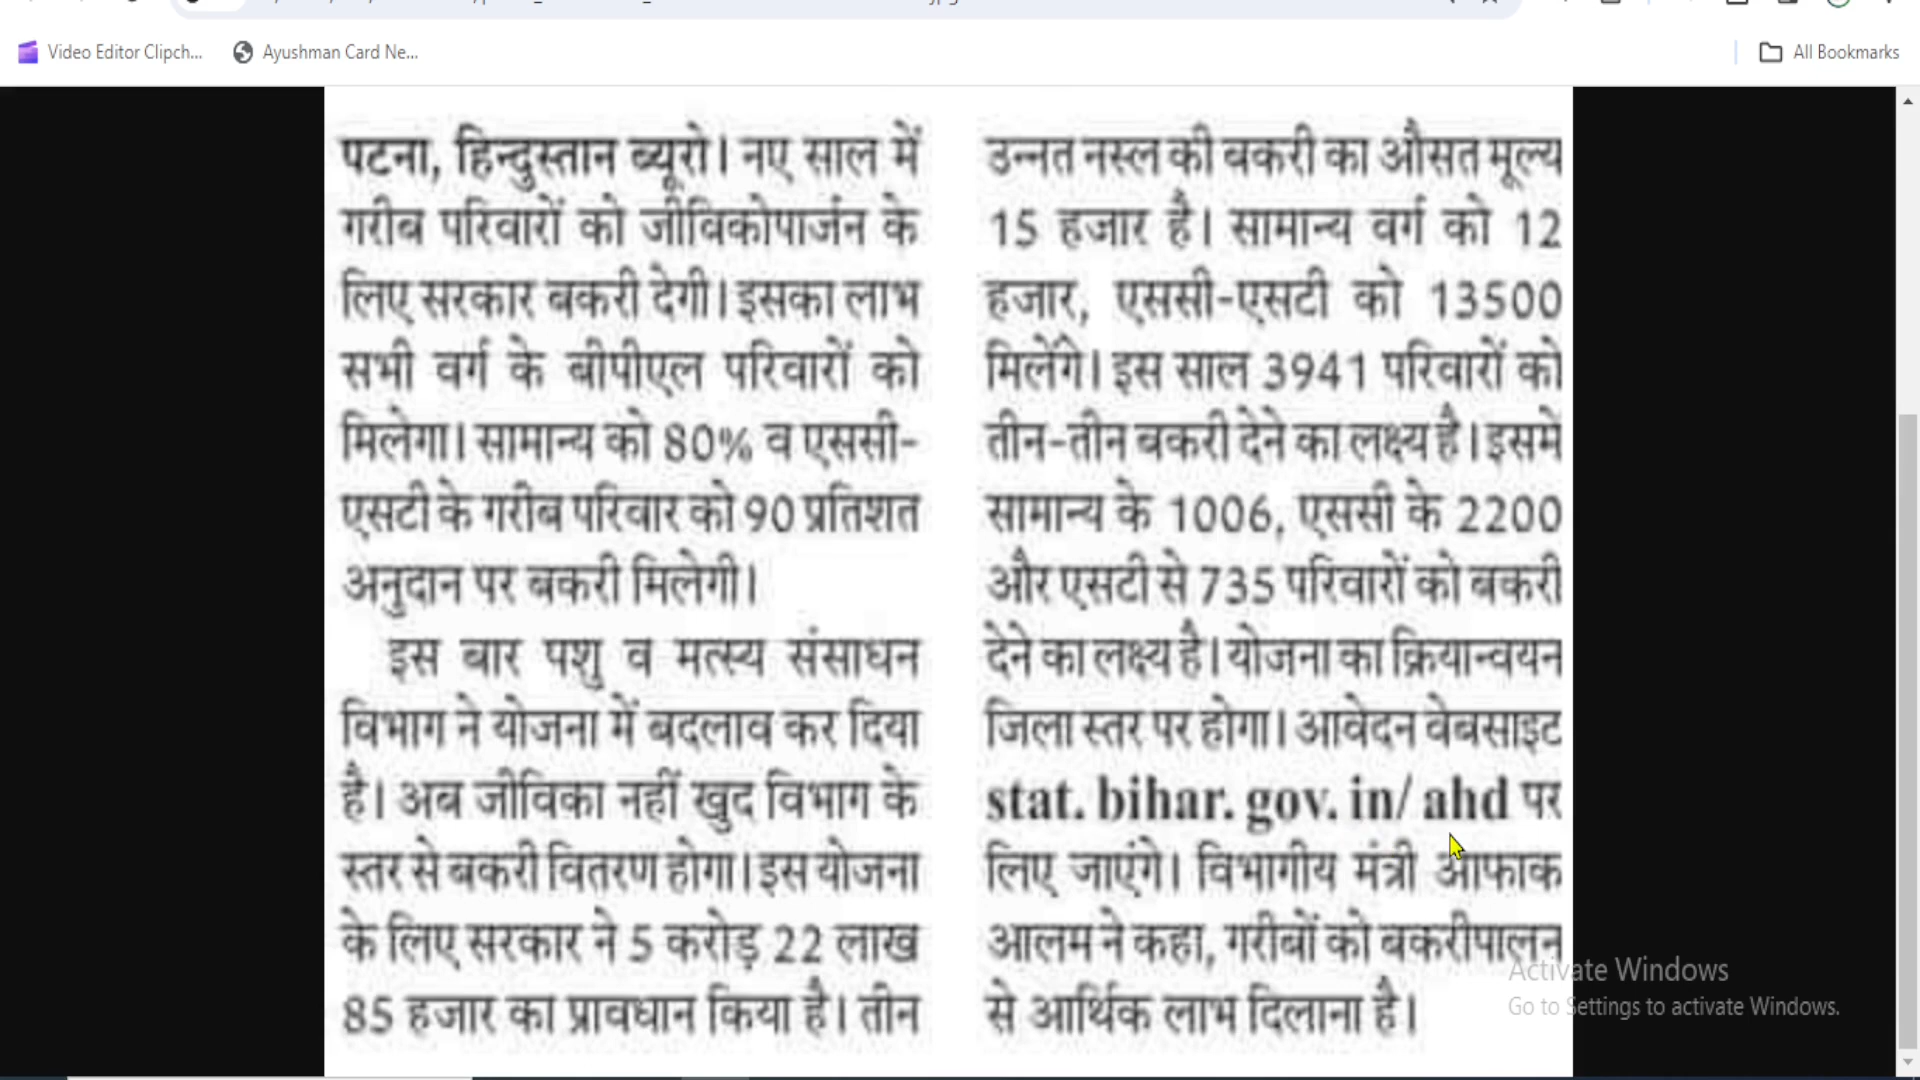 Video Editor Clipch...
Ayushman Card Ne...
All Bookmarks
पटना, हिन्दुस्तान ब्यूरो। नए साल में
गरीब परिवारों को जीविकोपार्जन के
लिए सरकार बकरी देगी। इसका लाभ
सभी वर्ग के बीपीएल परिवारों को
मिलेगा। सामान्य को 80% व एससी-
एसटी के गरीब परिवार को 90 प्रतिशत
अनुदान पर बकरी मिलेगी।
इस बार पशु व मत्स्य संसाधन
विभाग ने योजना में बदलाव कर दिया
है। अब जीविका नहीं खुद विभाग के
स्तर से बकरी वितरण होगा। इस योजना
के लिए सरकार ने 5 करोड़ 22 लाख
85 हजार का प्रावधान किया है। तीन
उन्नत नस्ल की बकरी का औसत मूल्य
15 हजार है। सामान्य वर्ग को 12
हजार, एससी-एसटी को 13500
मिलेंगे। इस साल 3941 परिवारों को
तीन-तीन बकरी देने का लक्ष्य है। इसमें
सामान्य के 1006, एससी के 2200
और एसटी से 735 परिवारों को बकरी
देने का लक्ष्य है। योजना का क्रियान्वयन
जिला स्तर पर होगा। आवेदन वेबसाइट
stat. bihar. gov. in/ ahd पर
लिए जाएंगे। विभागीय मंत्री आफाक
आलम ने कहा, गरीबों को बकरीपालन
से आर्थिक लाभ दिलाना है।
Activate Windows
Go to Settings to activate Windows.